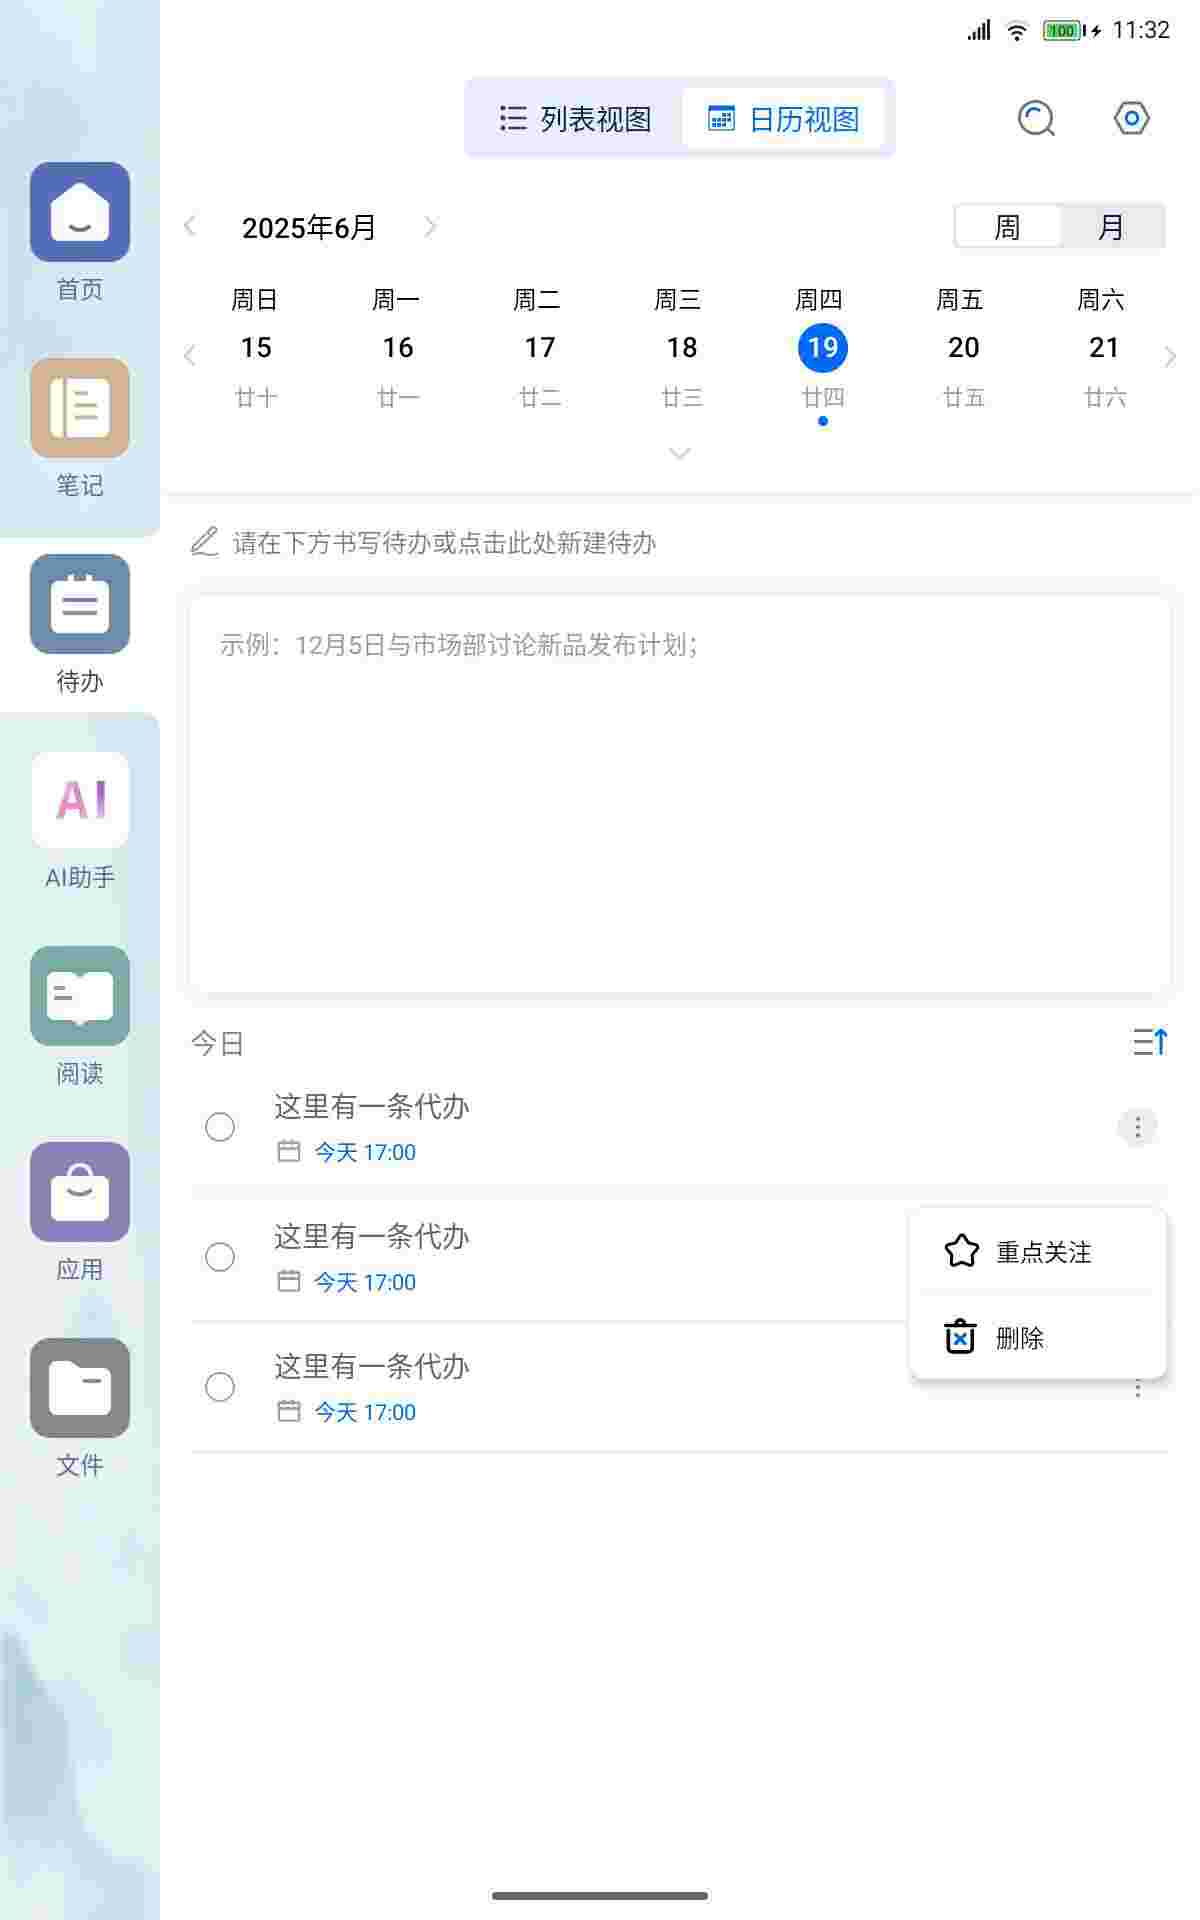 100 11:32
列表视图 日历视图
2025年6月 周 月
周日 周一 周二 周三 周四 周五 周六
15 16 17 18 19 20 21
廿十 廿一 廿二 廿三 廿四 廿五 廿六
首页
笔记
待办
AI
AI助手
阅读
应用
文件
请在下方书写待办或点击此处新建待办
示例：12月5日与市场部讨论新品发布计划；
今日
这里有一条代办
今天 17:00
这里有一条代办
今天 17:00
这里有一条代办
今天 17:00
重点关注
删除